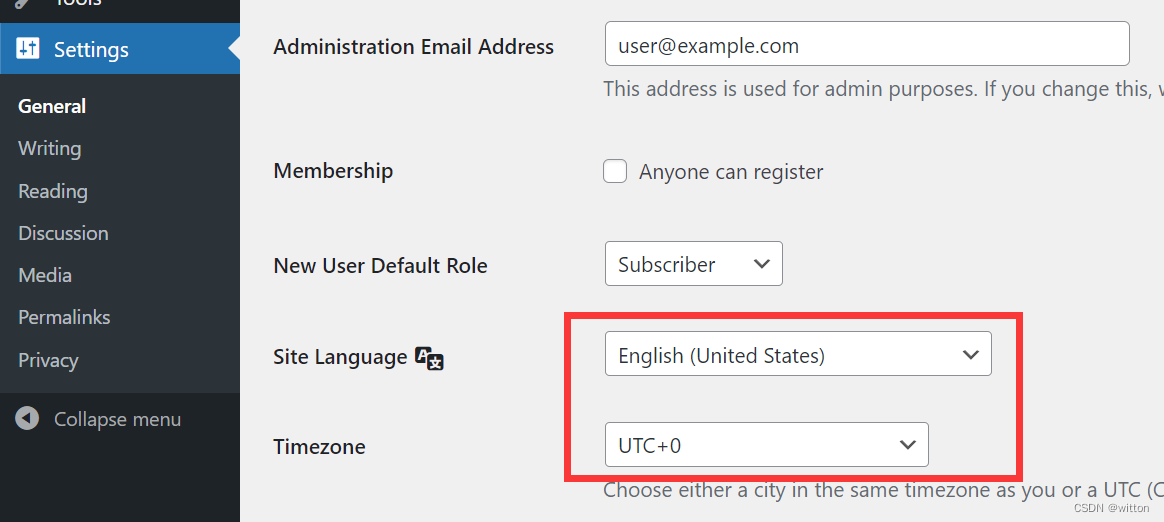 Tools
Settings
General
Writing
Reading
Discussion
Media
Permalinks
Privacy
Collapse menu
Administration Email Address
user@example.com
This address is used for admin purposes. If you change this, w
Membership
Anyone can register
New User Default Role
Subscriber
Site Language
English (United States)
Timezone
UTC+0
Choose either a city in the same timezone as you or a UTC (C
CSDN @witton